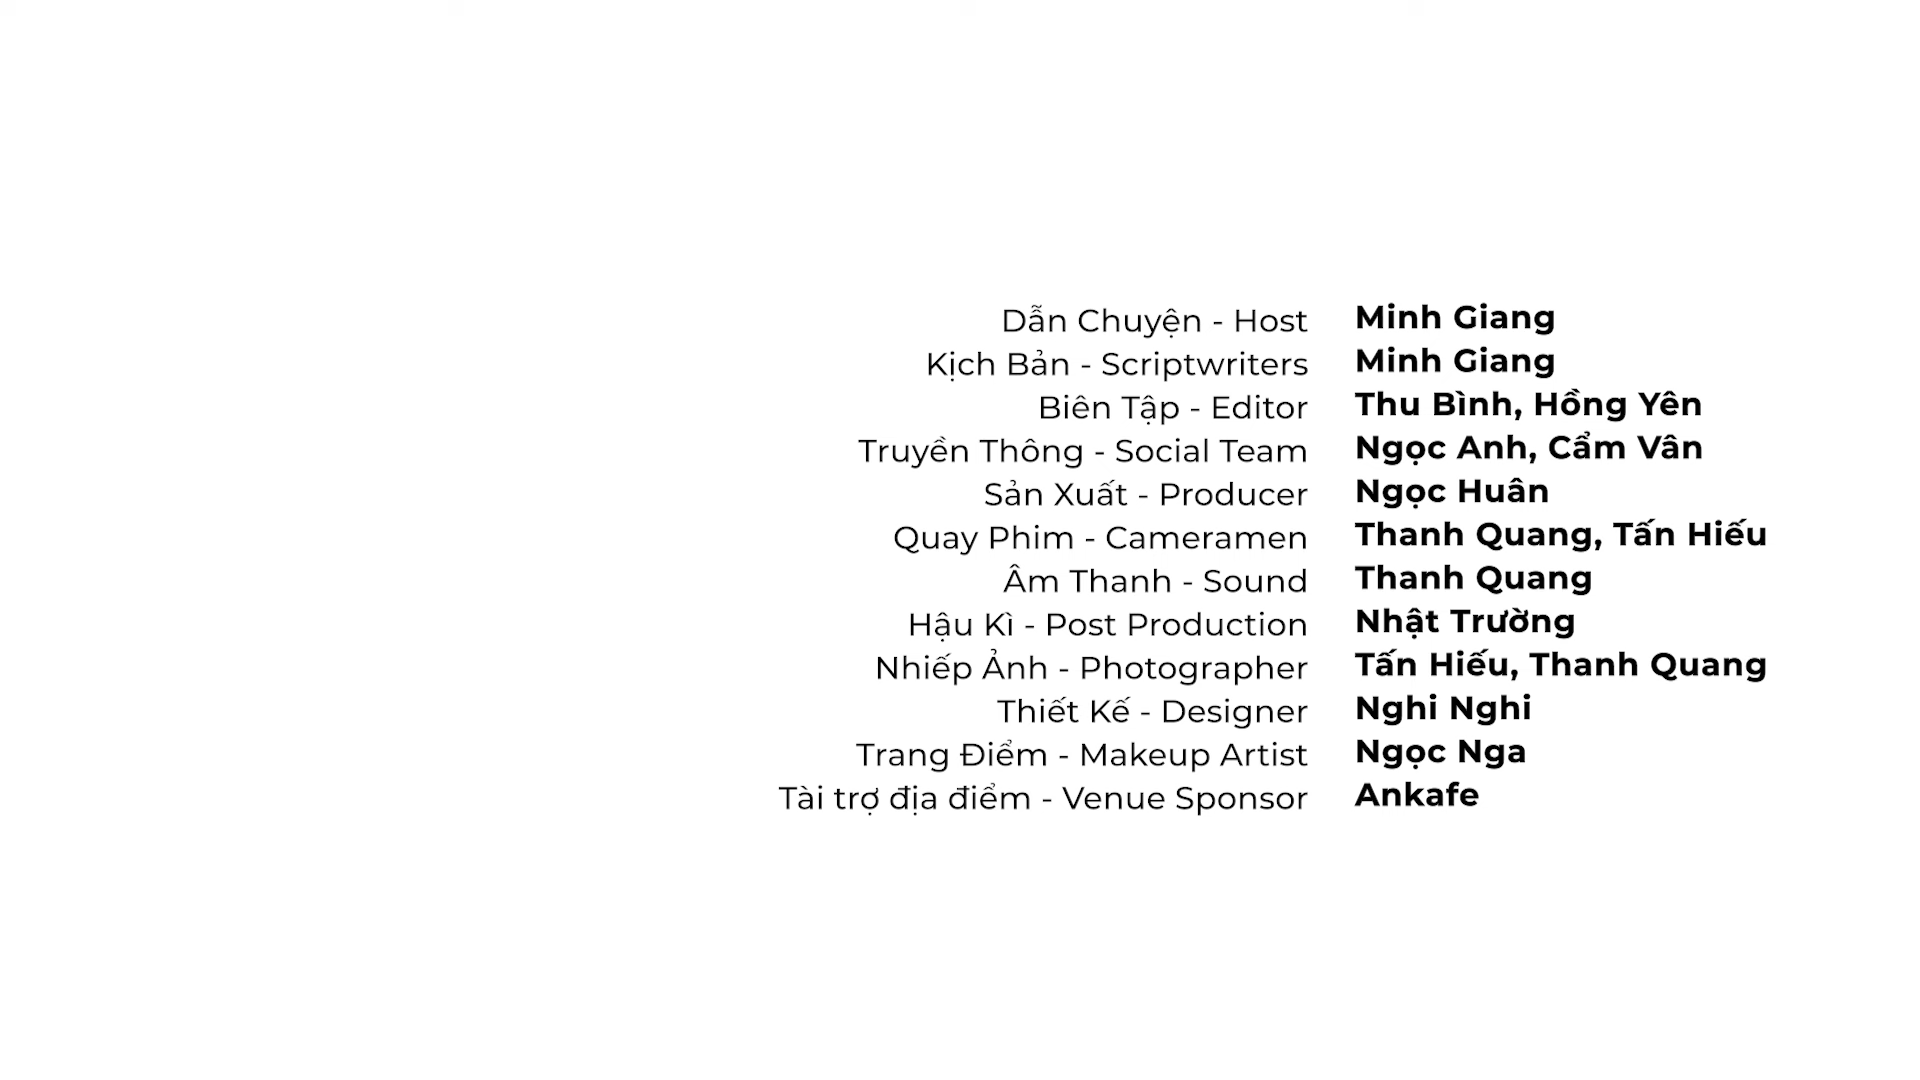 Dẫn Chuyện - Host Minh Giang
Kịch Bản - Scriptwriters Minh Giang
Biên Tập - Editor Thu Bình, Hồng Yên
Truyền Thông - Social Team Ngọc Anh, Cẩm Vân
Sản Xuất - Producer Ngọc Huân
Quay Phim - Cameramen Thanh Quang, Tấn Hiếu
Âm Thanh - Sound Thanh Quang
Hậu Kì - Post Production Nhật Trường
Nhiếp Ảnh - Photographer Tấn Hiếu, Thanh Quang
Thiết Kế - Designer Nghi Nghi
Trang Điểm - Makeup Artist Ngọc Nga
Tài trợ địa điểm - Venue Sponsor Ankafe